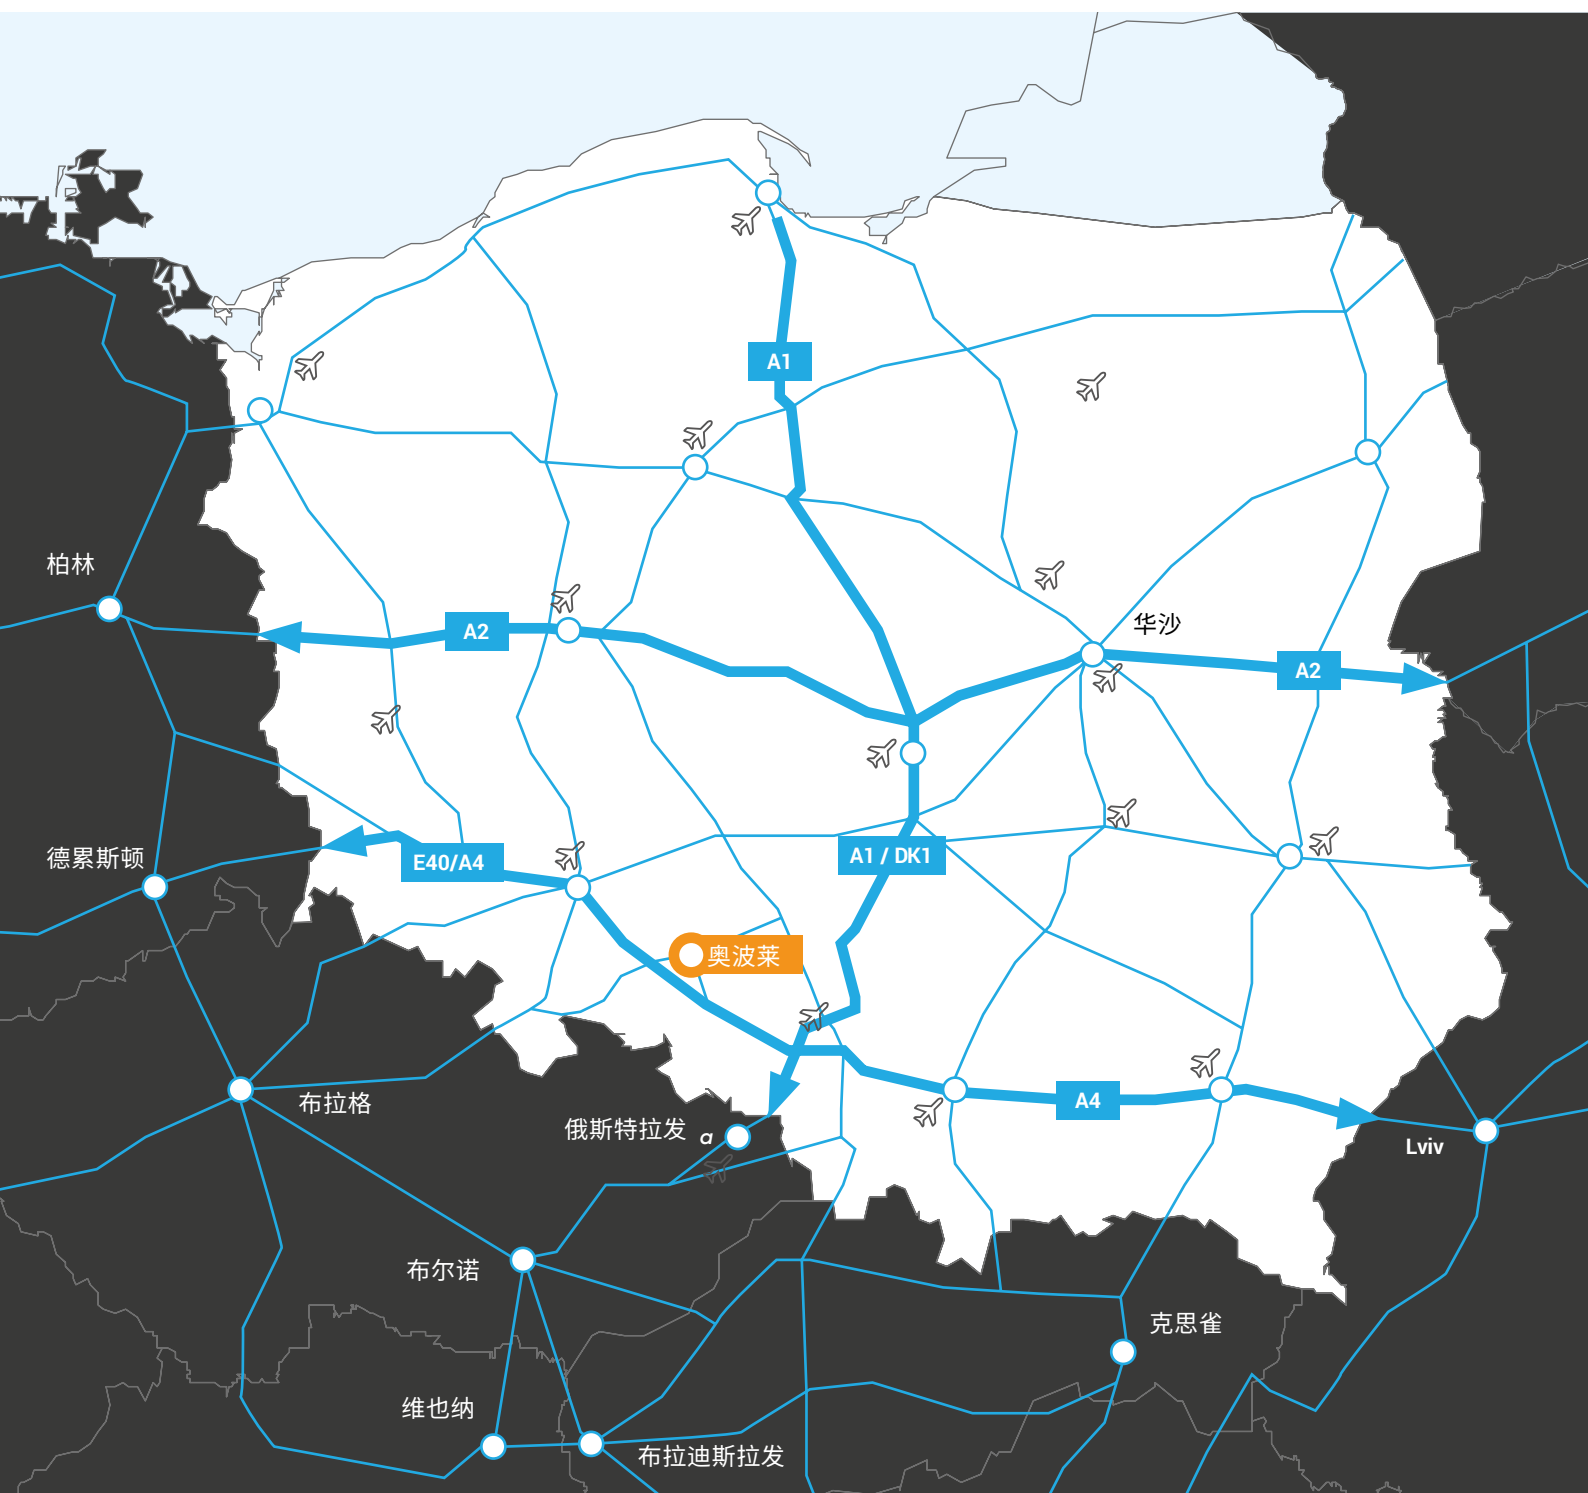 A1
柏林
A2
华沙
A2
德累斯顿
E40/A4
A1 / DK1
奥波莱
布拉格
俄斯特拉发 a
A4
Lviv
布尔诺
克思雀
维也纳
布拉迪斯拉发